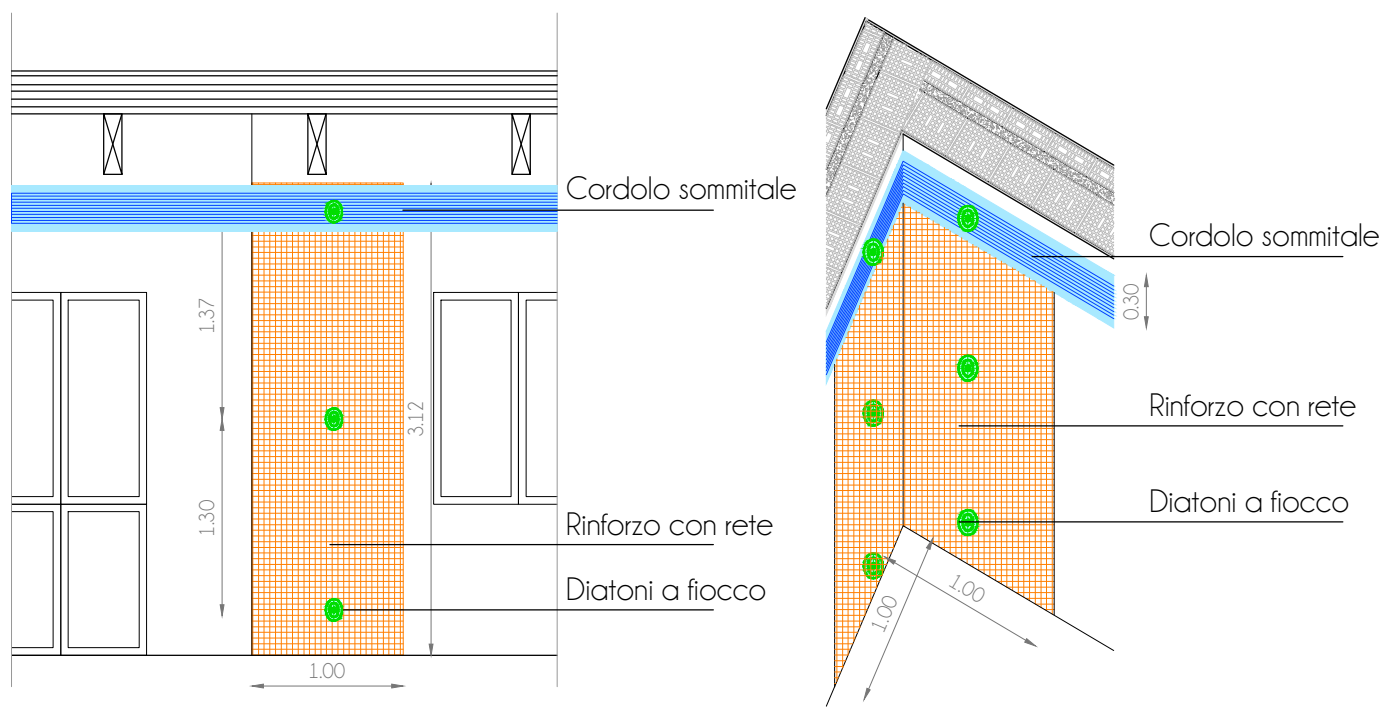 Cordolo sommitale
1.37
3.12
1.30
Rinforzo con rete
Diatoni a fiocco
1.00
Cordolo sommitale
0.30
Rinforzo con rete
Diatoni a fiocco
1.00
1.00